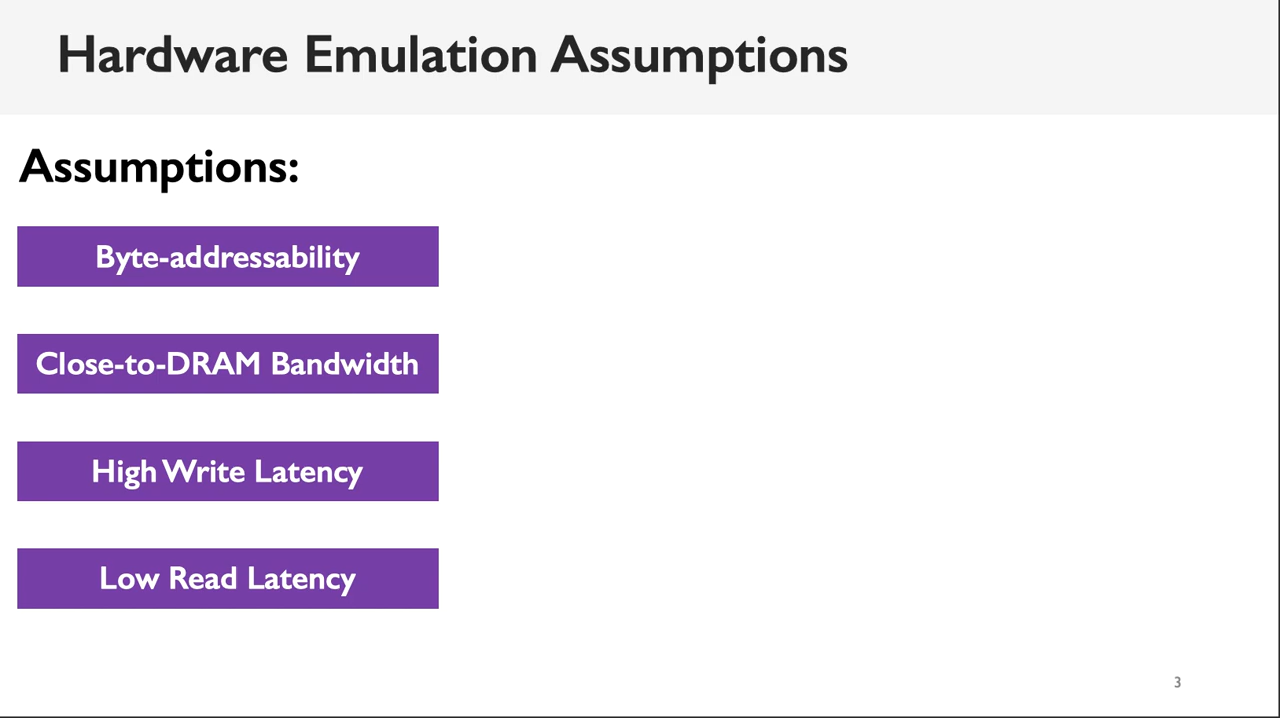 Hardware Emulation Assumptions
Assumptions:
Byte-addressability
Close-to-DRAM Bandwidth
High Write Latency
Low Read Latency
3